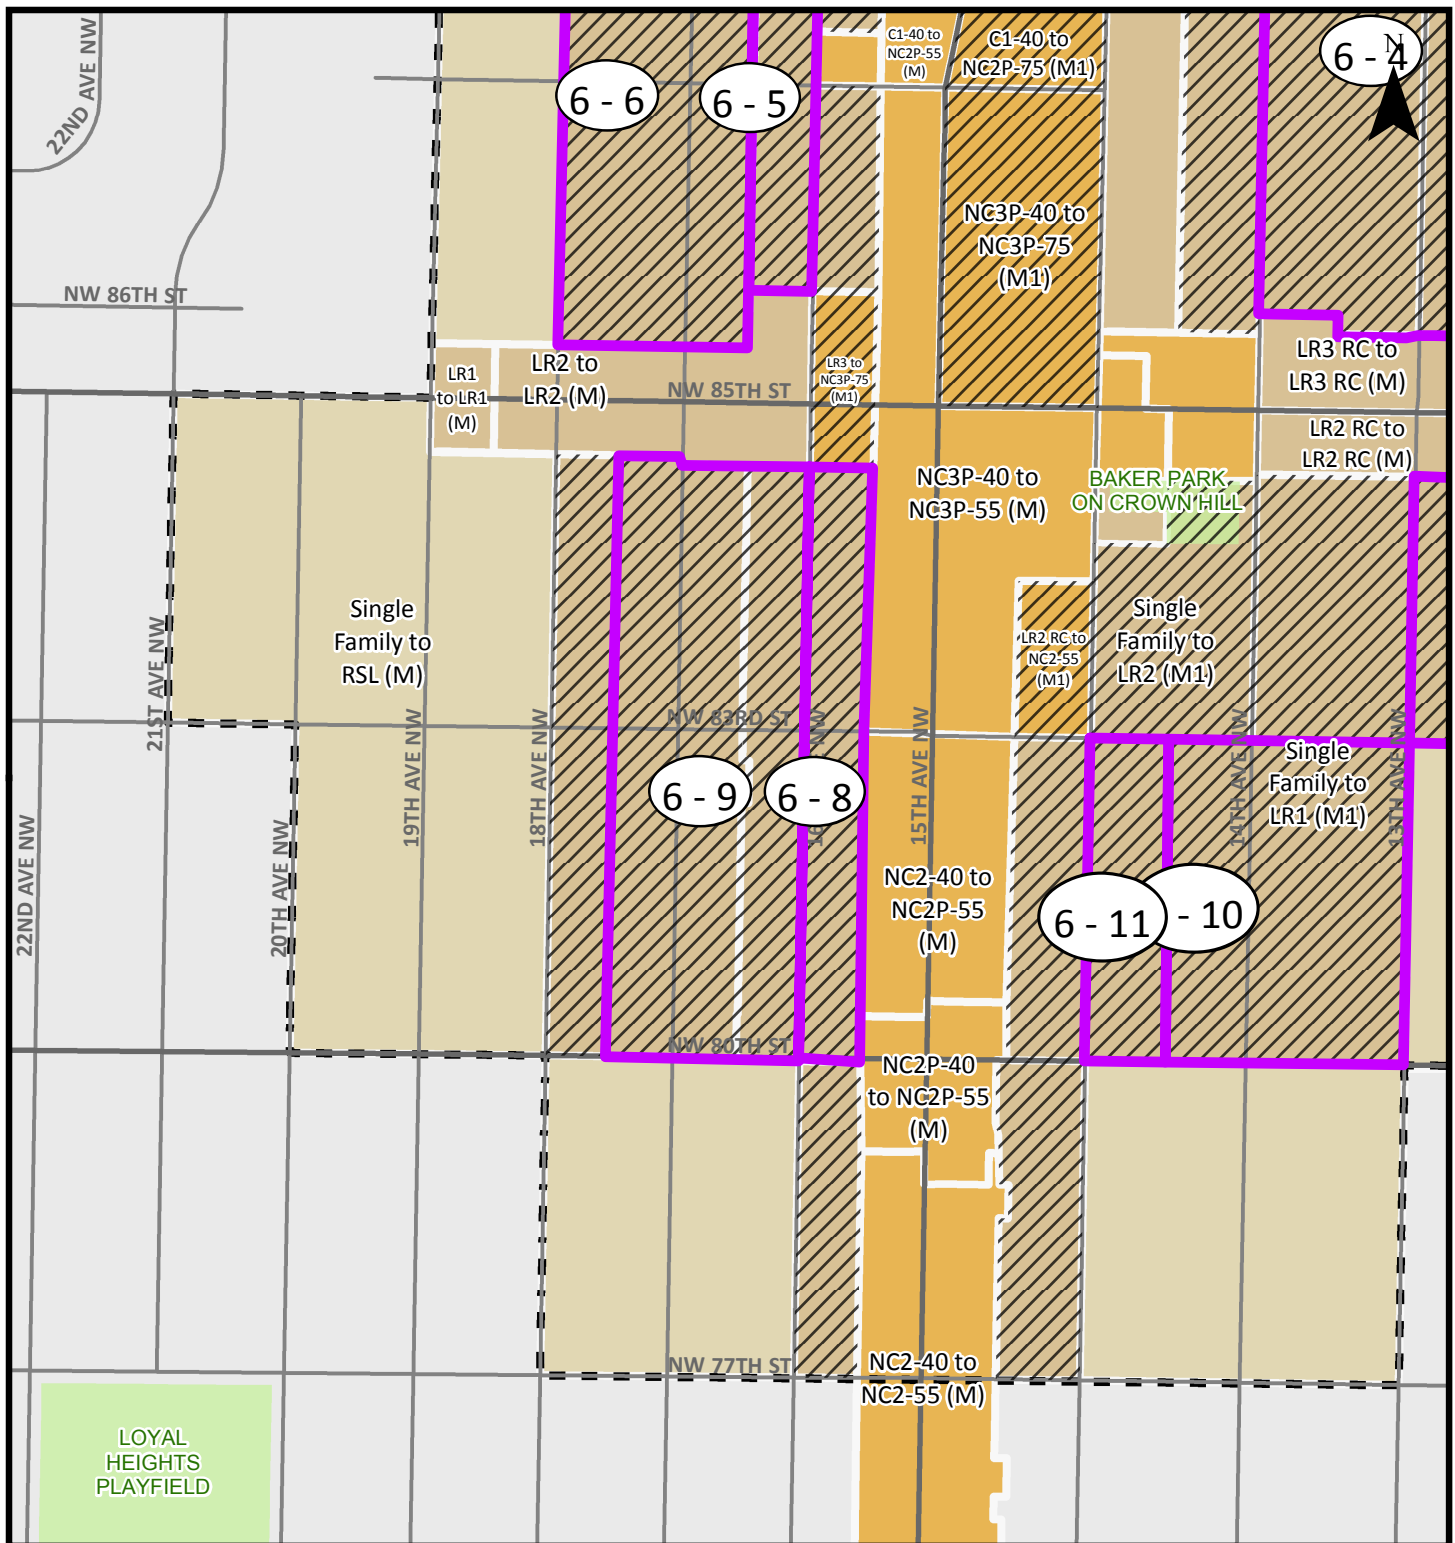 22ND AVE NW
C1-40 to
NC2P-55
(M)
C1-40 to
NC2P-75 (M1)
N
6 - 4
6 - 6
6 - 5
NC3P-40 to
NC3P-75
(M1)
NW 86TH ST
LR1
to LR1
(M)
LR2 to
LR2 (M)
NW 85TH ST
LR3 to
NC3P-75
(M1)
LR3 RC to
LR3 RC (M)
LR2 RC to
LR2 RC (M)
NC3P-40 to
NC3P-55 (M)
BAKER PARK
ON CROWN HILL
Single
Family to
RSL (M)
LR2 RC to
NC2-55
(M1)
Single
Family to
LR2 (M1)
21ST AVE NW
19TH AVE NW
18TH AVE NW
NW 83RD ST
15TH AVE NW
14TH AVE NW
13TH AVE NW
Single
Family to
LR1 (M1)
6 - 9
6 - 8
22ND AVE NW
20TH AVE NW
NC2-40 to
NC2P-55
(M)
6 - 11
- 10
NW 80TH ST
NC2P-40
to NC2P-55
(M)
NW 77TH ST
NC2-40 to
NC2-55 (M)
LOYAL
HEIGHTS
PLAYFIELD